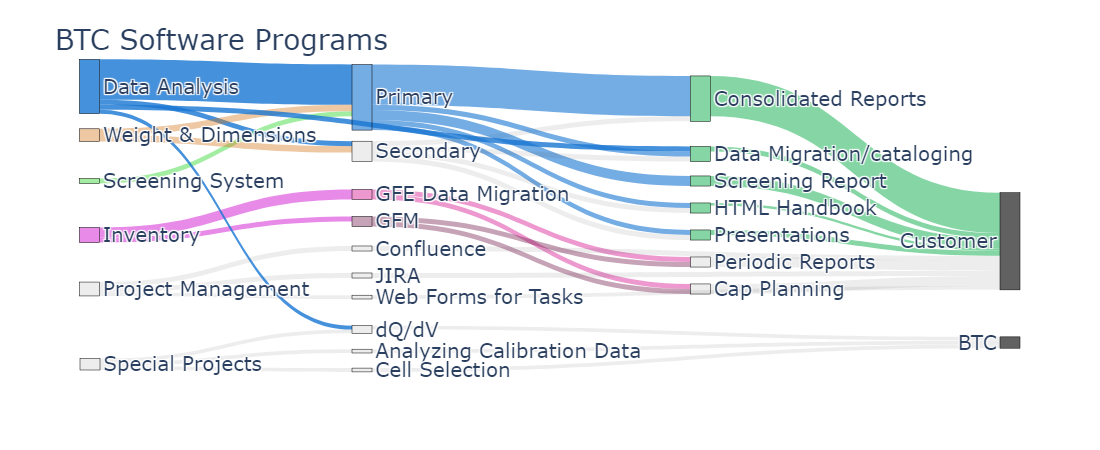 BTC Software Programs
Data Analysis
Weight & Dimensions
Screening System
Inventory
Project Management
Special Projects
Primary
Secondary
GFE Data Migration
GFM
Confluence
JIRA
Web Forms for Tasks
dQ/dV
Analyzing Calibration Data
Cell Selection
Consolidated Reports
Data Migration/cataloging
Screening Report
HTML Handbook
Presentations
Periodic Reports
Cap Planning
Customer
BTC